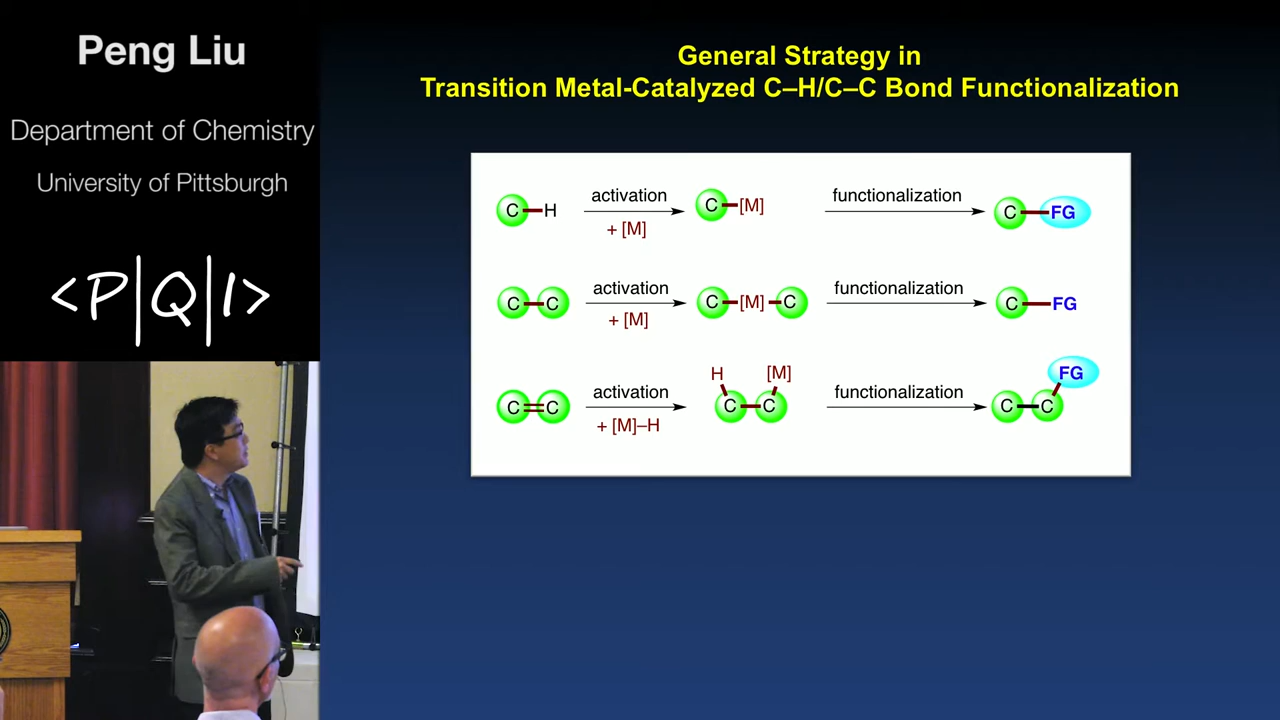 Peng Liu
Department of Chemistry
University of Pittsburgh
<P|Q|I>
General Strategy in
Transition Metal-Catalyzed C–H/C–C Bond Functionalization
C–H activation + [M] C–[M] functionalization C–FG
C–C activation + [M] C–[M]–C functionalization C–FG
C=C activation + [M]–H H [M] C–C functionalization FG C–C